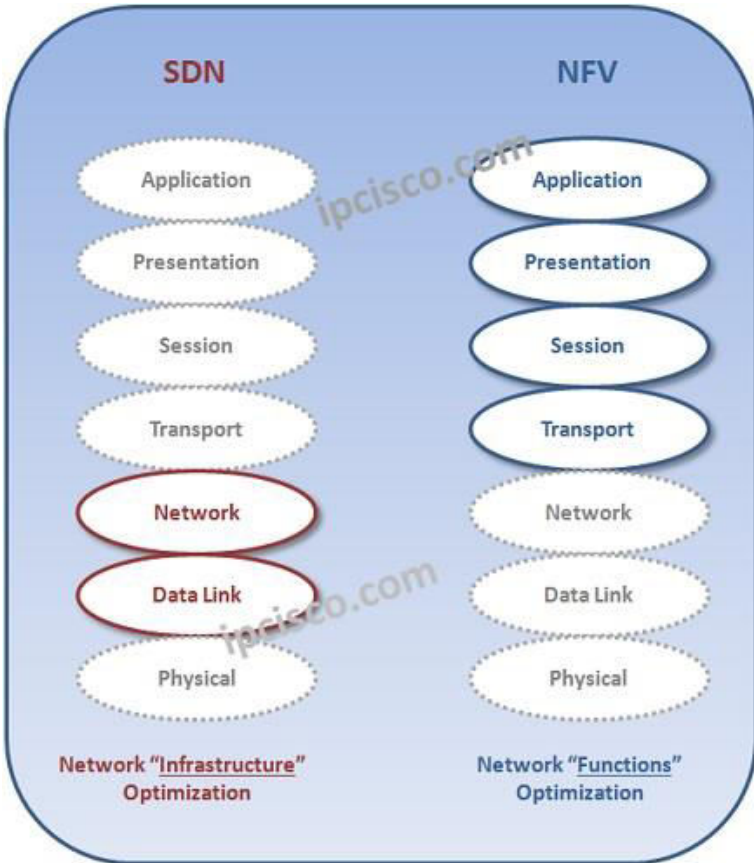 SDN
NFV
Application
Application
Presentation
Presentation
Session
Session
Transport
Transport
Network
Network
Data Link
Data Link
Physical
Physical
Network “Infrastructure”
Optimization
Network “Functions”
Optimization
ipcisco.com
ipcisco.com